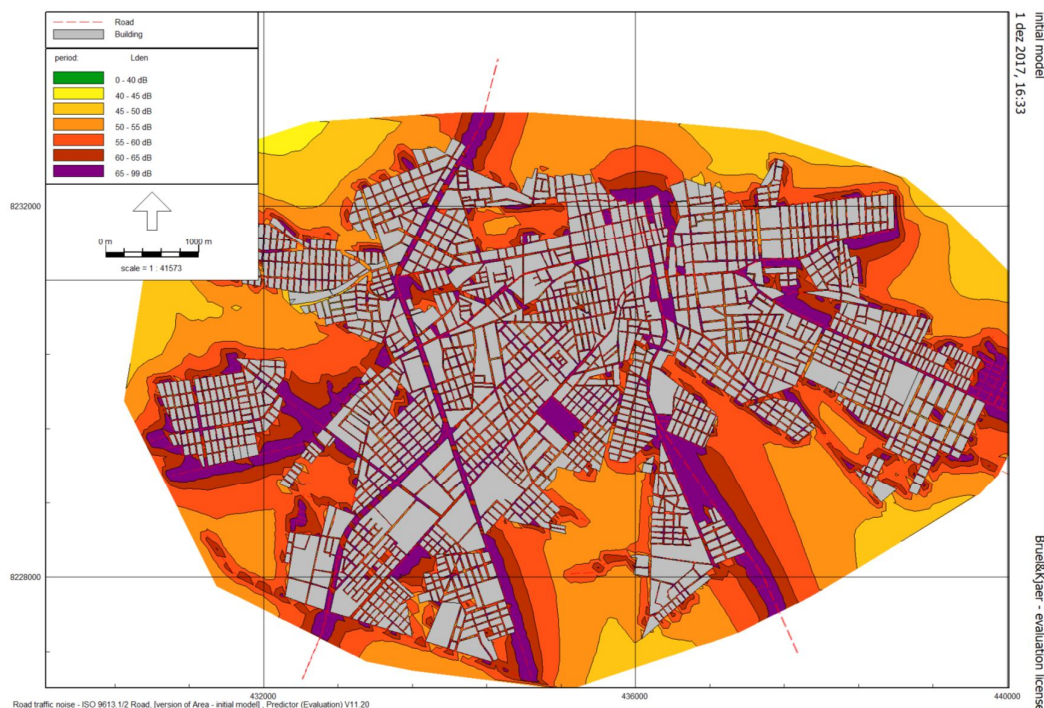 Road
Building
period:    Lden
0 - 40 dB
40 - 45 dB
45 - 50 dB
50 - 55 dB
55 - 60 dB
60 - 65 dB
65 - 99 dB
0 m    1000 m
scale = 1 : 41573
8232000
8228000
432000    436000    440000
Road traffic noise - ISO 9613.1/2 Road, [version of Area - initial model] , Predictor (Evaluation) V11.20
initial model
1 dez 2017, 16:33
Bruel&Kjaer - evaluation license